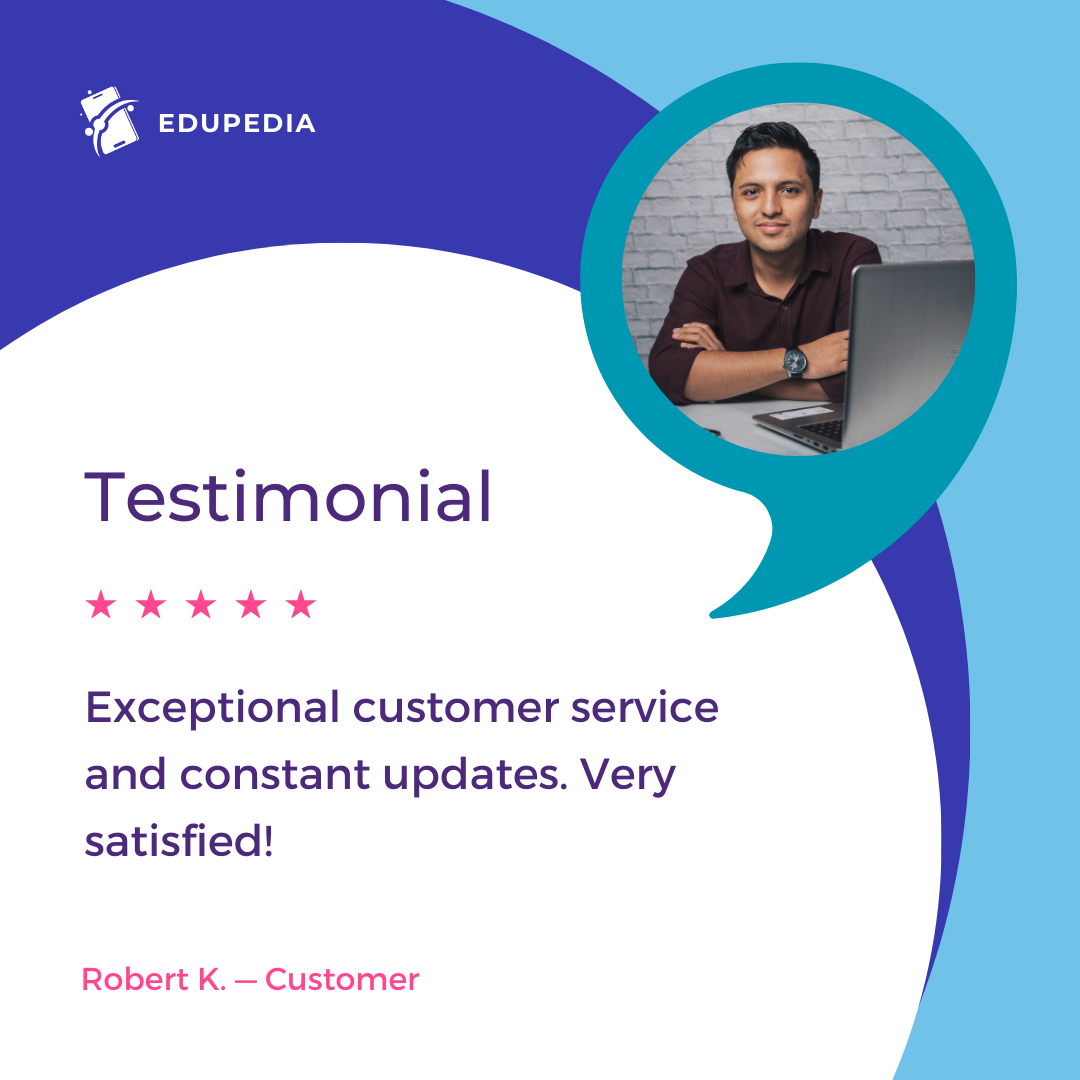 EDUPEDIA
Testimonial
★ ★ ★ ★ ★
Exceptional customer service
and constant updates. Very
satisfied!
Robert K. — Customer